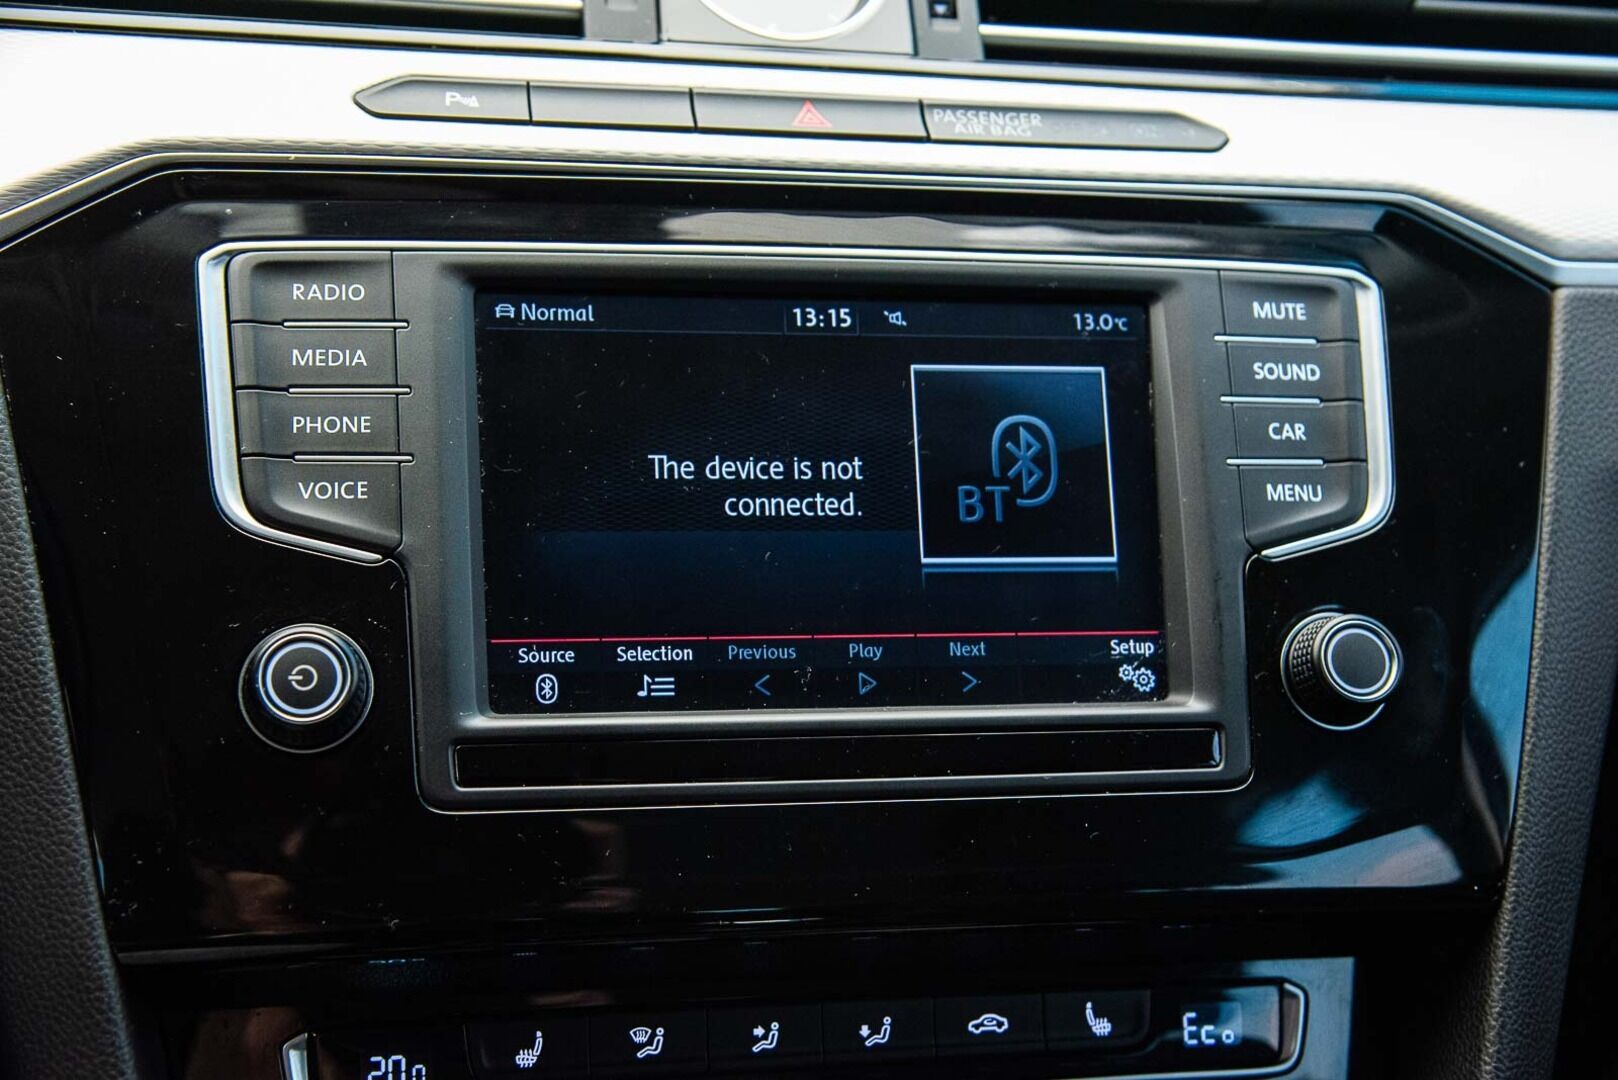 P
PASSENGER
AIR BAG
RADIO
MEDIA
PHONE
VOICE
Normal
13:15
13.0°C
The device is not
connected.
BT
Source
Selection
Previous
Play
Next
Setup
MUTE
SOUND
CAR
MENU
20.0
Eco